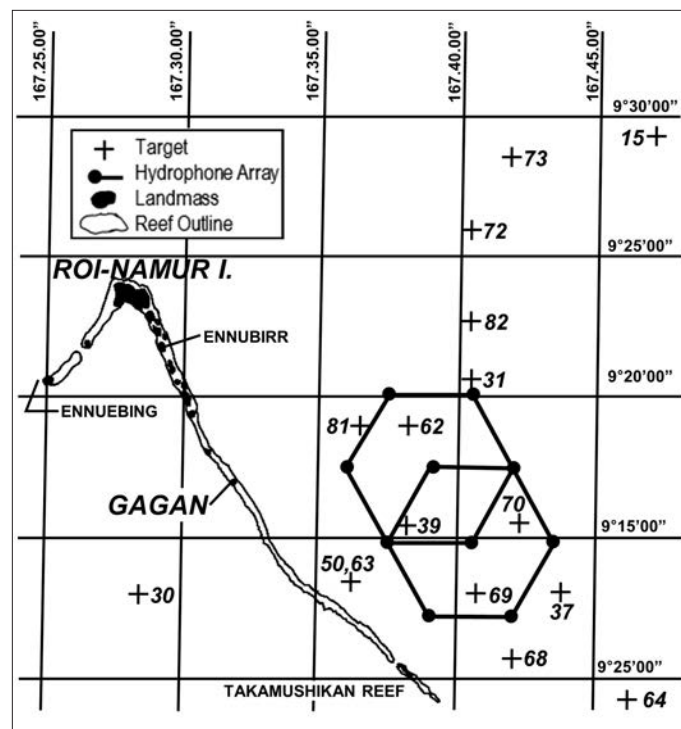 167.25.00”
167.30.00”
167.35.00”
167.40.00”
167.45.00”
9°30’00”
15
Target
73
Hydrophone Array
Landmass
Reef Outline
72
9°25’00”
ROI-NAMUR I.
82
ENNUBIRR
31
9°20’00”
ENNUEBING
81
62
GAGAN
70
39
9°15’00”
50,63
30
69
37
68
9°25’00”
TAKAMUSHIKAN REEF
64